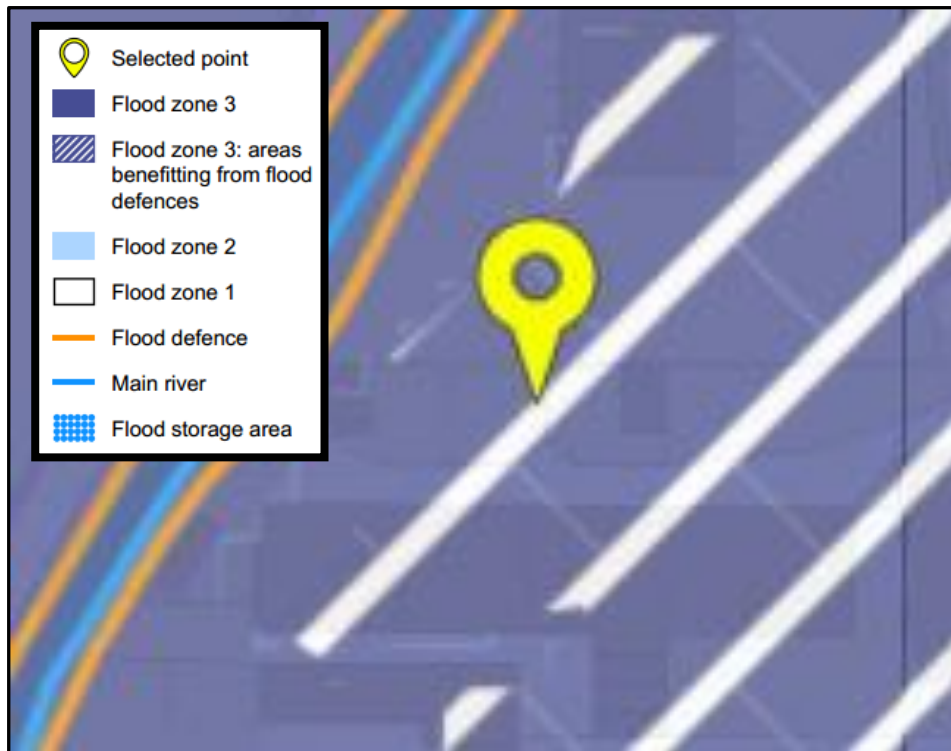 Selected point
Flood zone 3
Flood zone 3: areas
benefitting from flood
defences
Flood zone 2
Flood zone 1
Flood defence
Main river
Flood storage area